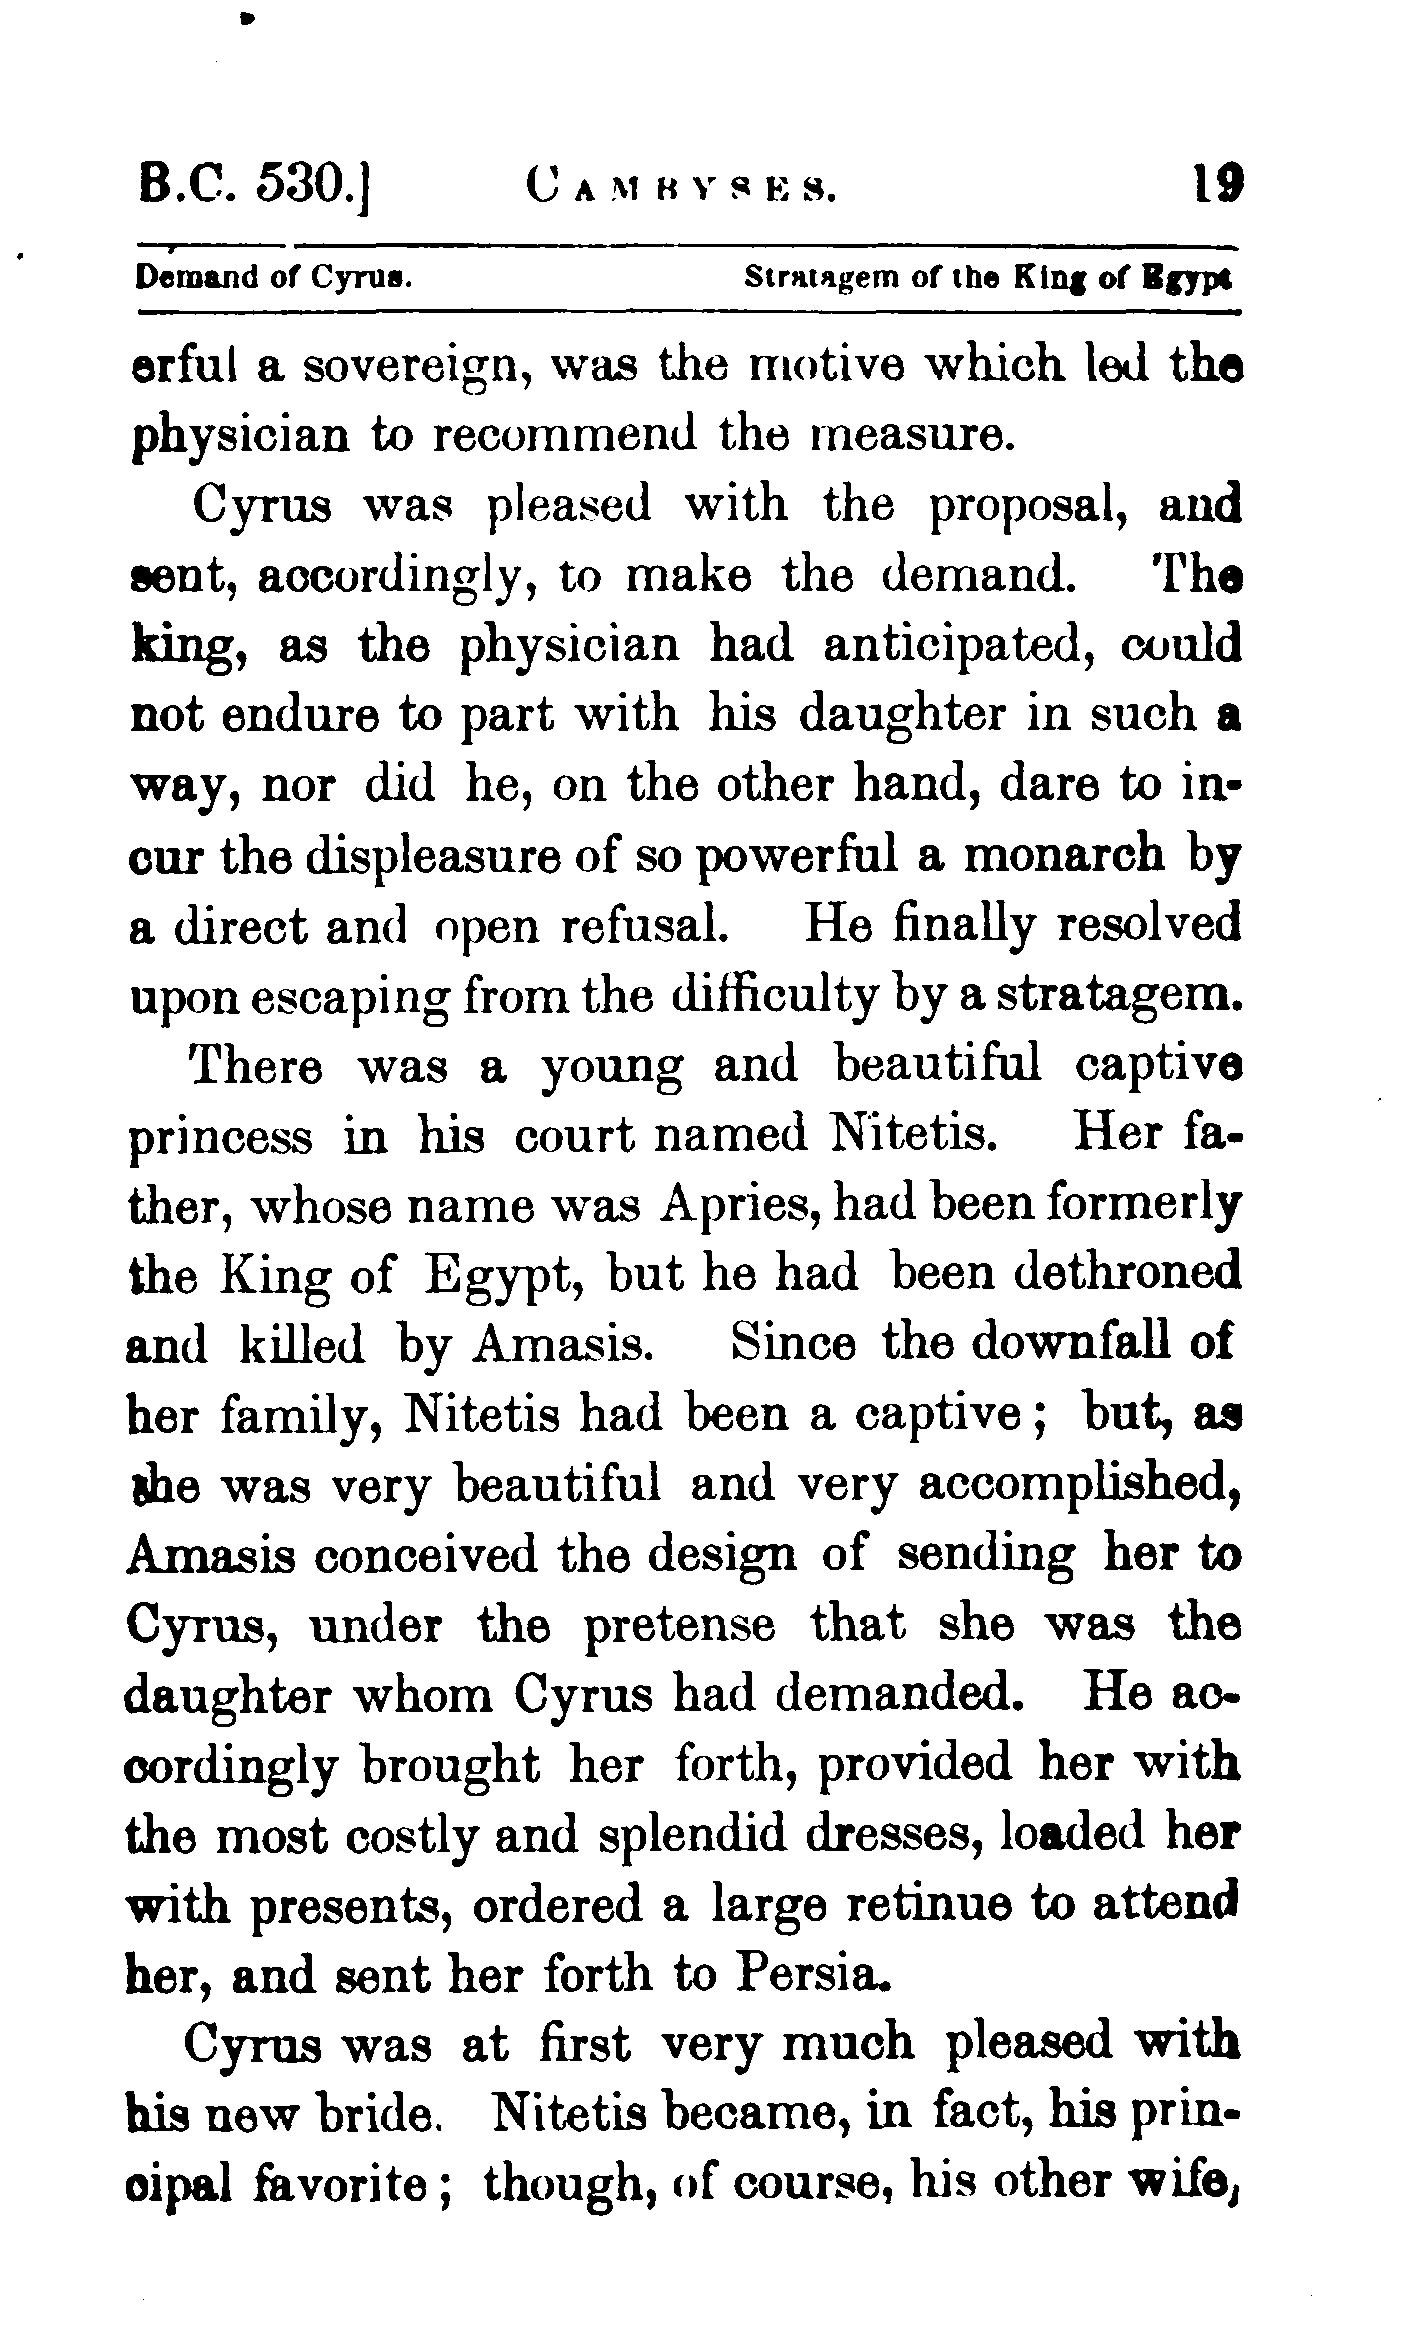 B.C. 530.] CAMBYSES. 19
Demand of Cyrus. Stratagem of the King of Egypt
erful a sovereign, was the motive which led the
physician to recommend the measure.
Cyrus was pleased with the proposal, and
sent, accordingly, to make the demand. The
king, as the physician had anticipated, could
not endure to part with his daughter in such a
way, nor did he, on the other hand, dare to in-
cur the displeasure of so powerful a monarch by
a direct and open refusal. He finally resolved
upon escaping from the difficulty by a stratagem.
There was a young and beautiful captive
princess in his court named Nitetis. Her fa-
ther, whose name was Apries, had been formerly
the King of Egypt, but he had been dethroned
and killed by Amasis. Since the downfall of
her family, Nitetis had been a captive; but, as
she was very beautiful and very accomplished,
Amasis conceived the design of sending her to
Cyrus, under the pretense that she was the
daughter whom Cyrus had demanded. He ac-
cordingly brought her forth, provided her with
the most costly and splendid dresses, loaded her
with presents, ordered a large retinue to attend
her, and sent her forth to Persia.
Cyrus was at first very much pleased with
his new bride. Nitetis became, in fact, his prin-
cipal favorite; though, of course, his other wife,